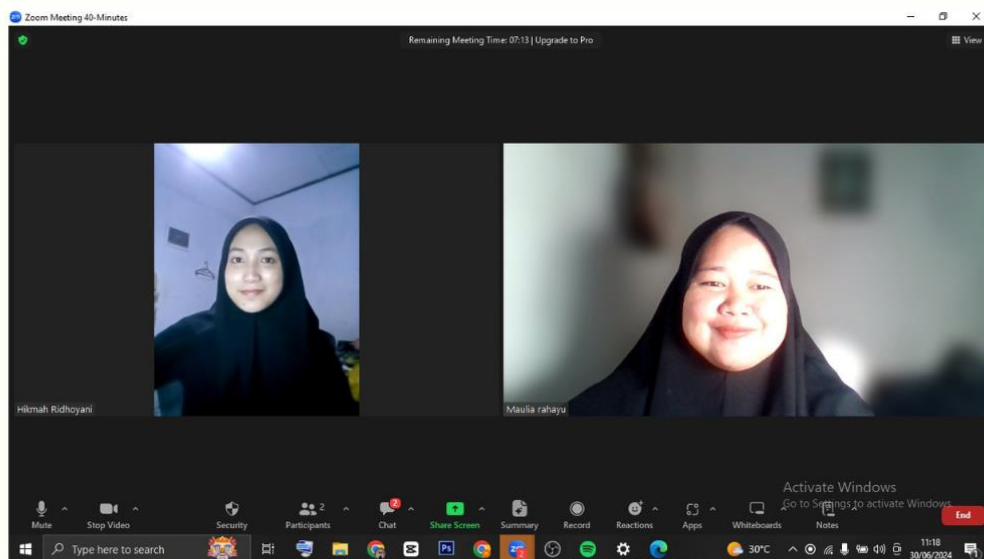 Zoom Meeting 40-Minutes
Remaining Meeting Time: 07:13 | Upgrade to Pro
View
Hikmah Ridhoyani
Maulia rahayu
Activate Windows
Go to Settings to activate Windows.
Mute
Stop Video
Security
2
Participants
2
Chat
Share Screen
Summary
Record
Reactions
Apps
Whiteboards
Notes
End
Type here to search
Ps
2
30°C
11:18
30/06/2024